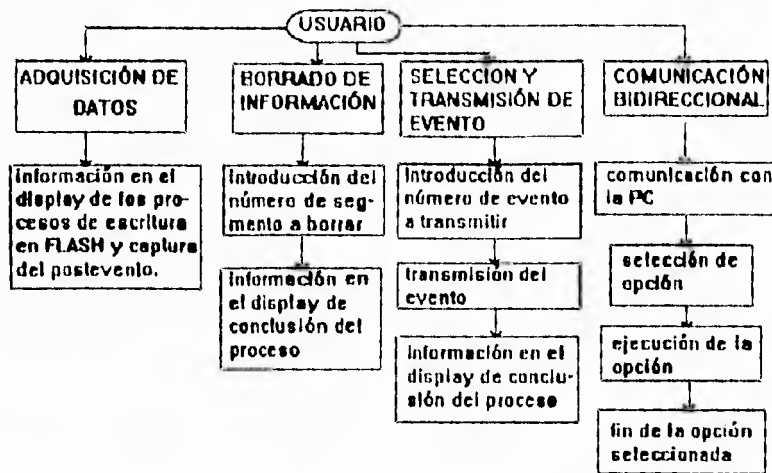 USUARIO
ADQUISICIÓN DE
DATOS
Información en el
display de los pro-
cesos de escritura
en FLASH y captura
del postevento.
BORRADO DE
INFORMACIÓN
Introducción del
número de seg-
mento a borrar
Información en
el display de
conclusión del
proceso
SELECCION Y
TRANSMISIÓN DE
EVENTO
Introducción del
número de evento
a transmitir
transmisión del
evento
Información en el
display de conclu-
sión del proceso
COMUNICACIÓN
BIDIRECCIONAL
comunicación con
la PC
selección de
opción
ejecución de la
opción
fin de la opción
seleccionada